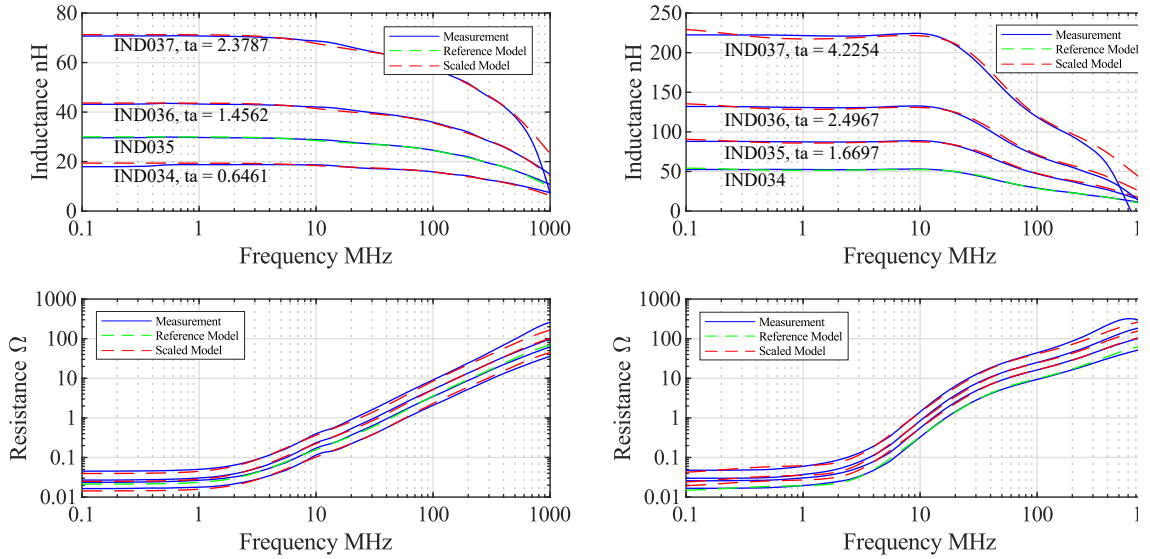 80
60
40
20
0
Inductance nH
IND037, ta = 2.3787
IND036, ta = 1.4562
IND035
IND034, ta = 0.6461
Measurement
Reference Model
Scaled Model
0.1
1
10
100
1000
Frequency MHz
250
200
150
100
50
0
Inductance nH
IND037, ta = 4.2254
IND036, ta = 2.4967
IND035, ta = 1.6697
IND034
Measurement
Reference Model
Scaled Model
0.1
1
10
100
1
Frequency MHz
1000
100
10
1
0.1
0.01
Resistance Ω
Measurement
Reference Model
Scaled Model
0.1
1
10
100
1000
Frequency MHz
1000
100
10
1
0.1
0.01
Resistance Ω
Measurement
Reference Model
Scaled Model
0.1
1
10
100
1
Frequency MHz